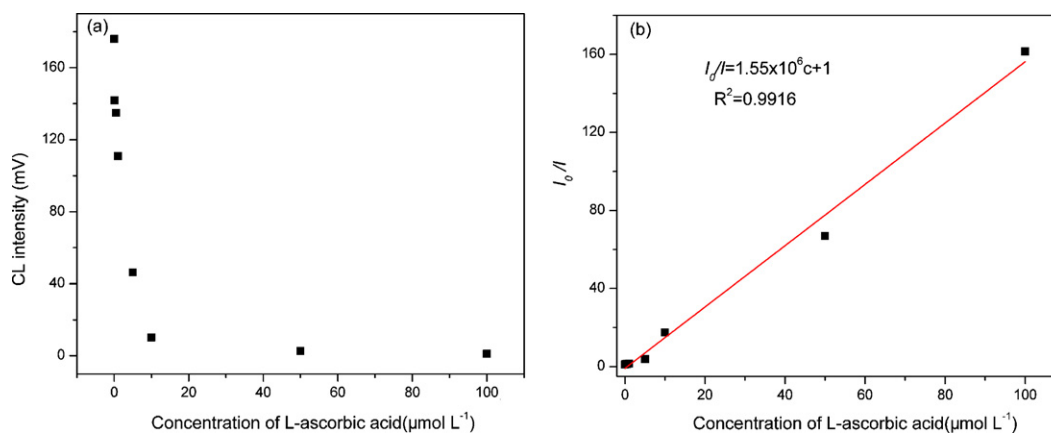 (a)
CL intensity (mV)
160
120
80
40
0
0 20 40 60 80 100
Concentration of L-ascorbic acid(μmol L⁻¹)
(b)
I₀/I=1.55x10⁶c+1
R²=0.9916
I₀/I
160
120
80
40
0
0 20 40 60 80 100
Concentration of L-ascorbic acid(μmol L⁻¹)